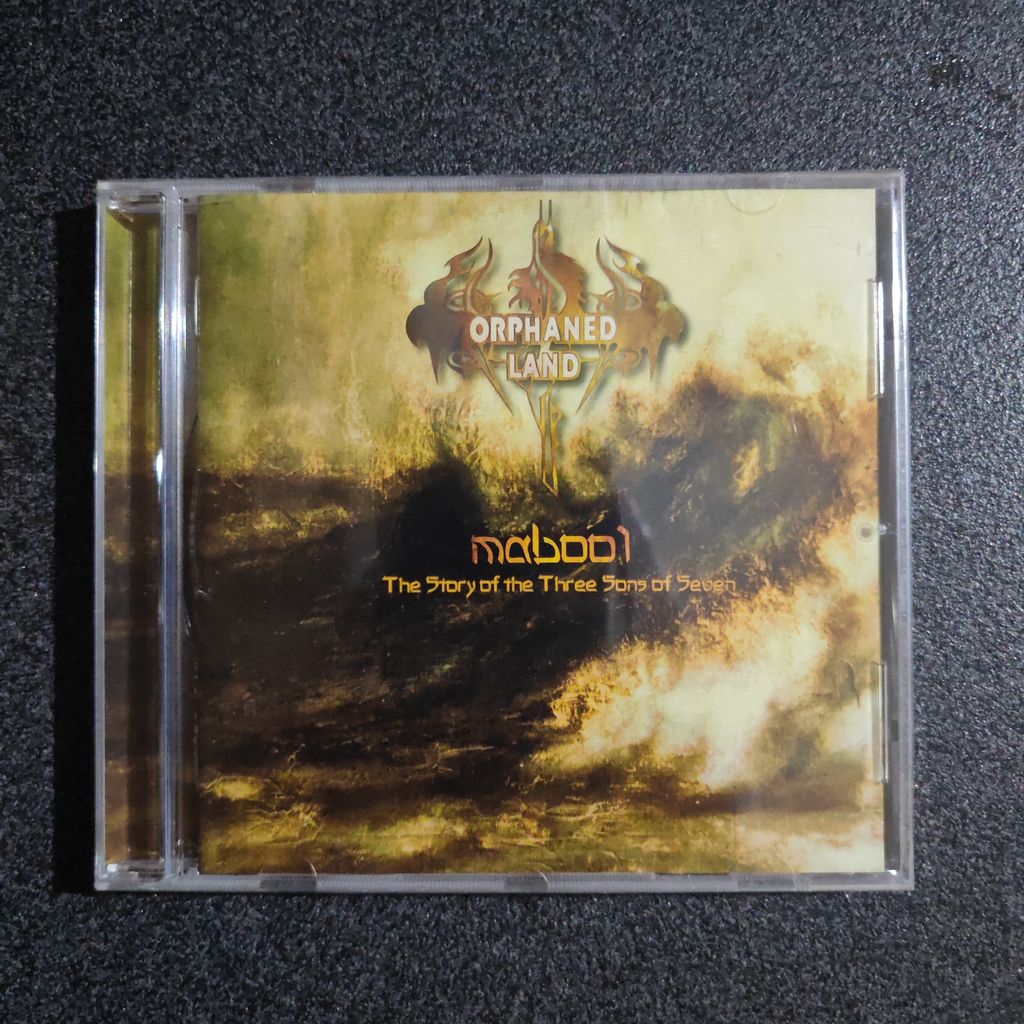 ORPHANED
LAND
mabool
The Story of the Three Sons of Seven